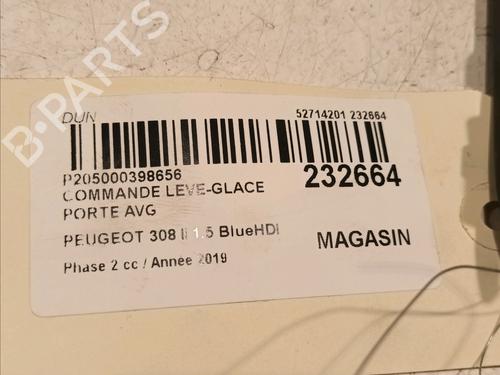 DUN 52714201 232664
P205000398656
COMMANDE LEVE-GLACE 232664
PORTE AVG
PEUGEOT 308 II 1.5 BlueHDI MAGASIN
Phase 2 cc / Annee 2019
B-PARTS